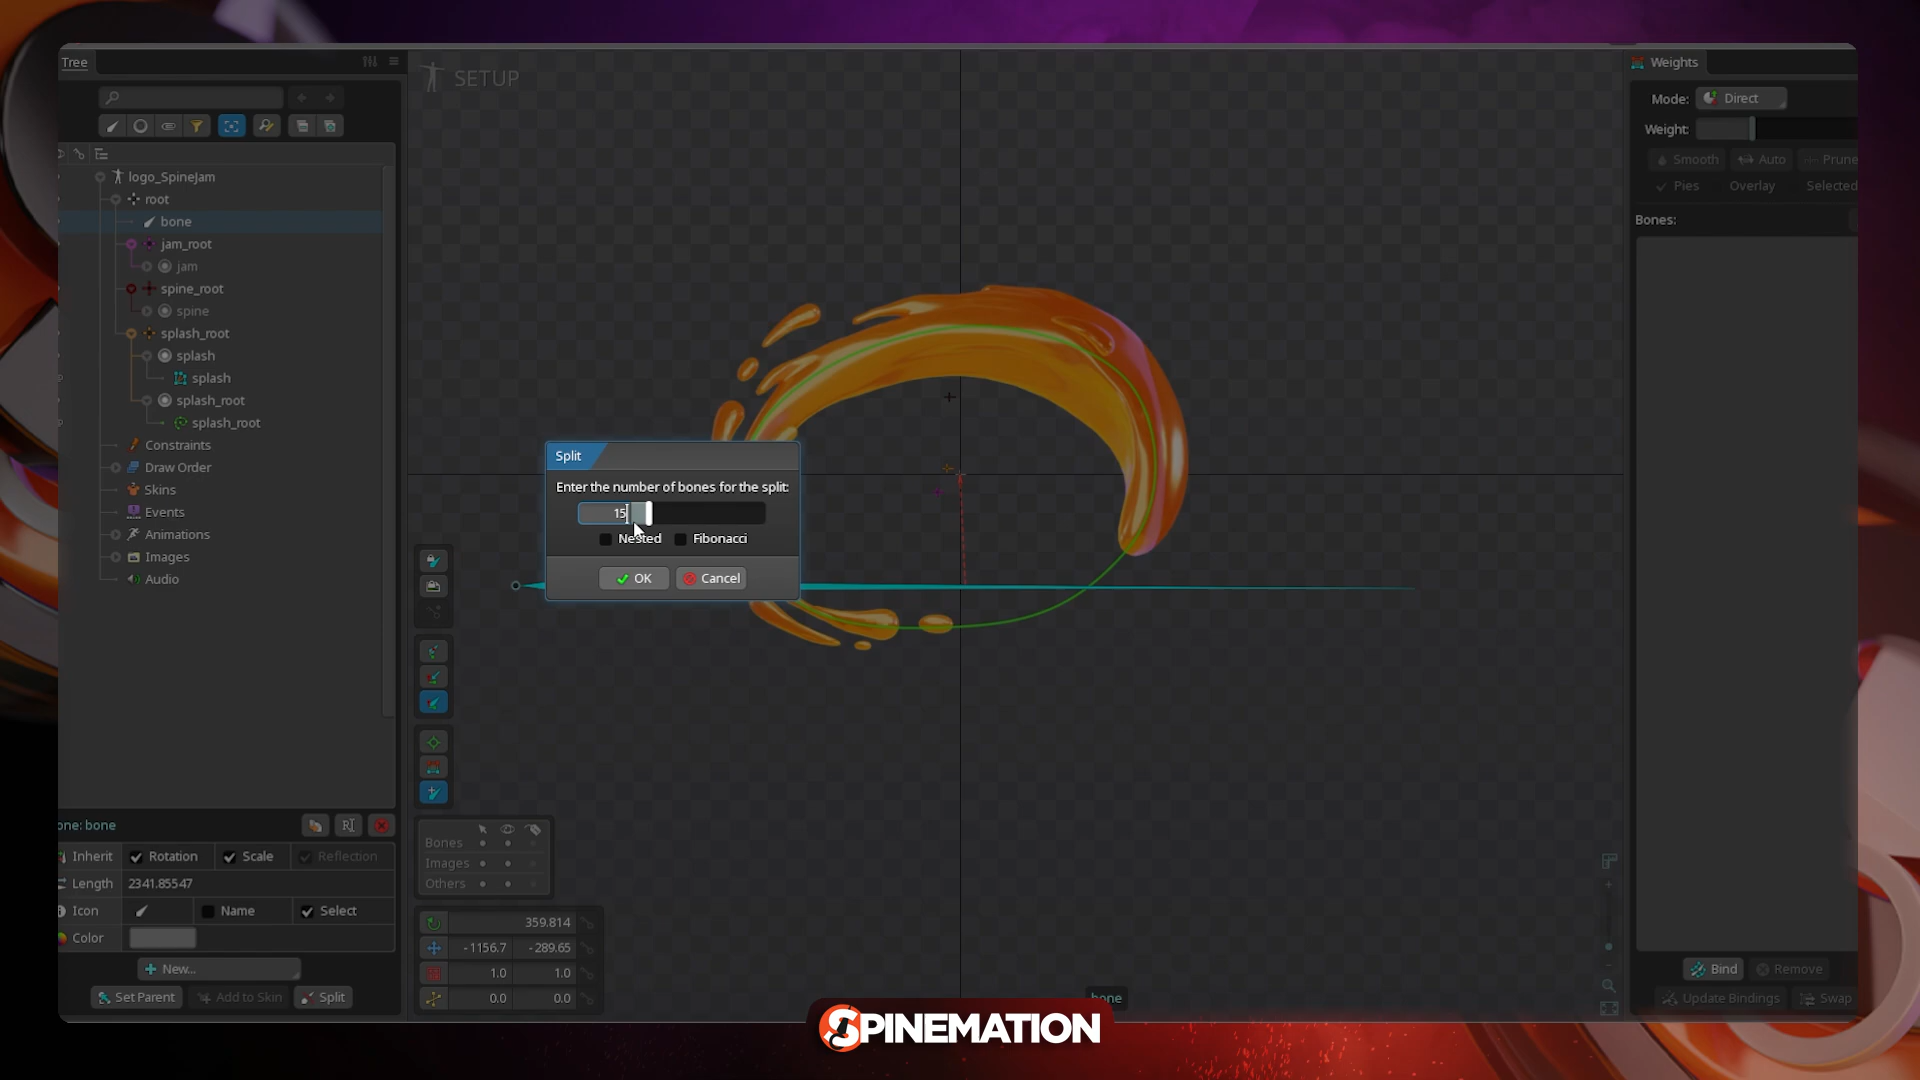 Tree
SETUP
logo_SpineJam
root
bone
jam_root
jam
spine_root
spine
splash_root
splash
splash
splash_root
splash_root
Constraints
Draw Order
Skins
Events
Animations
Images
Audio
one: bone
Inherit Rotation Scale Reflection
Length 2341.85547
Icon Name Select
Color
New...
Set Parent Add to Skin Split
Split
Enter the number of bones for the split:
15
Nested Fibonacci
OK Cancel
Bones
Images
Others
359.814
-1156.7 -289.65
1.0 1.0
0.0 0.0
bone
Weights
Mode: Direct
Weight:
Smooth Auto Prune
Pies Overlay Selected
Bones:
Bind Remove
Update Bindings Swap
SPINEMATION